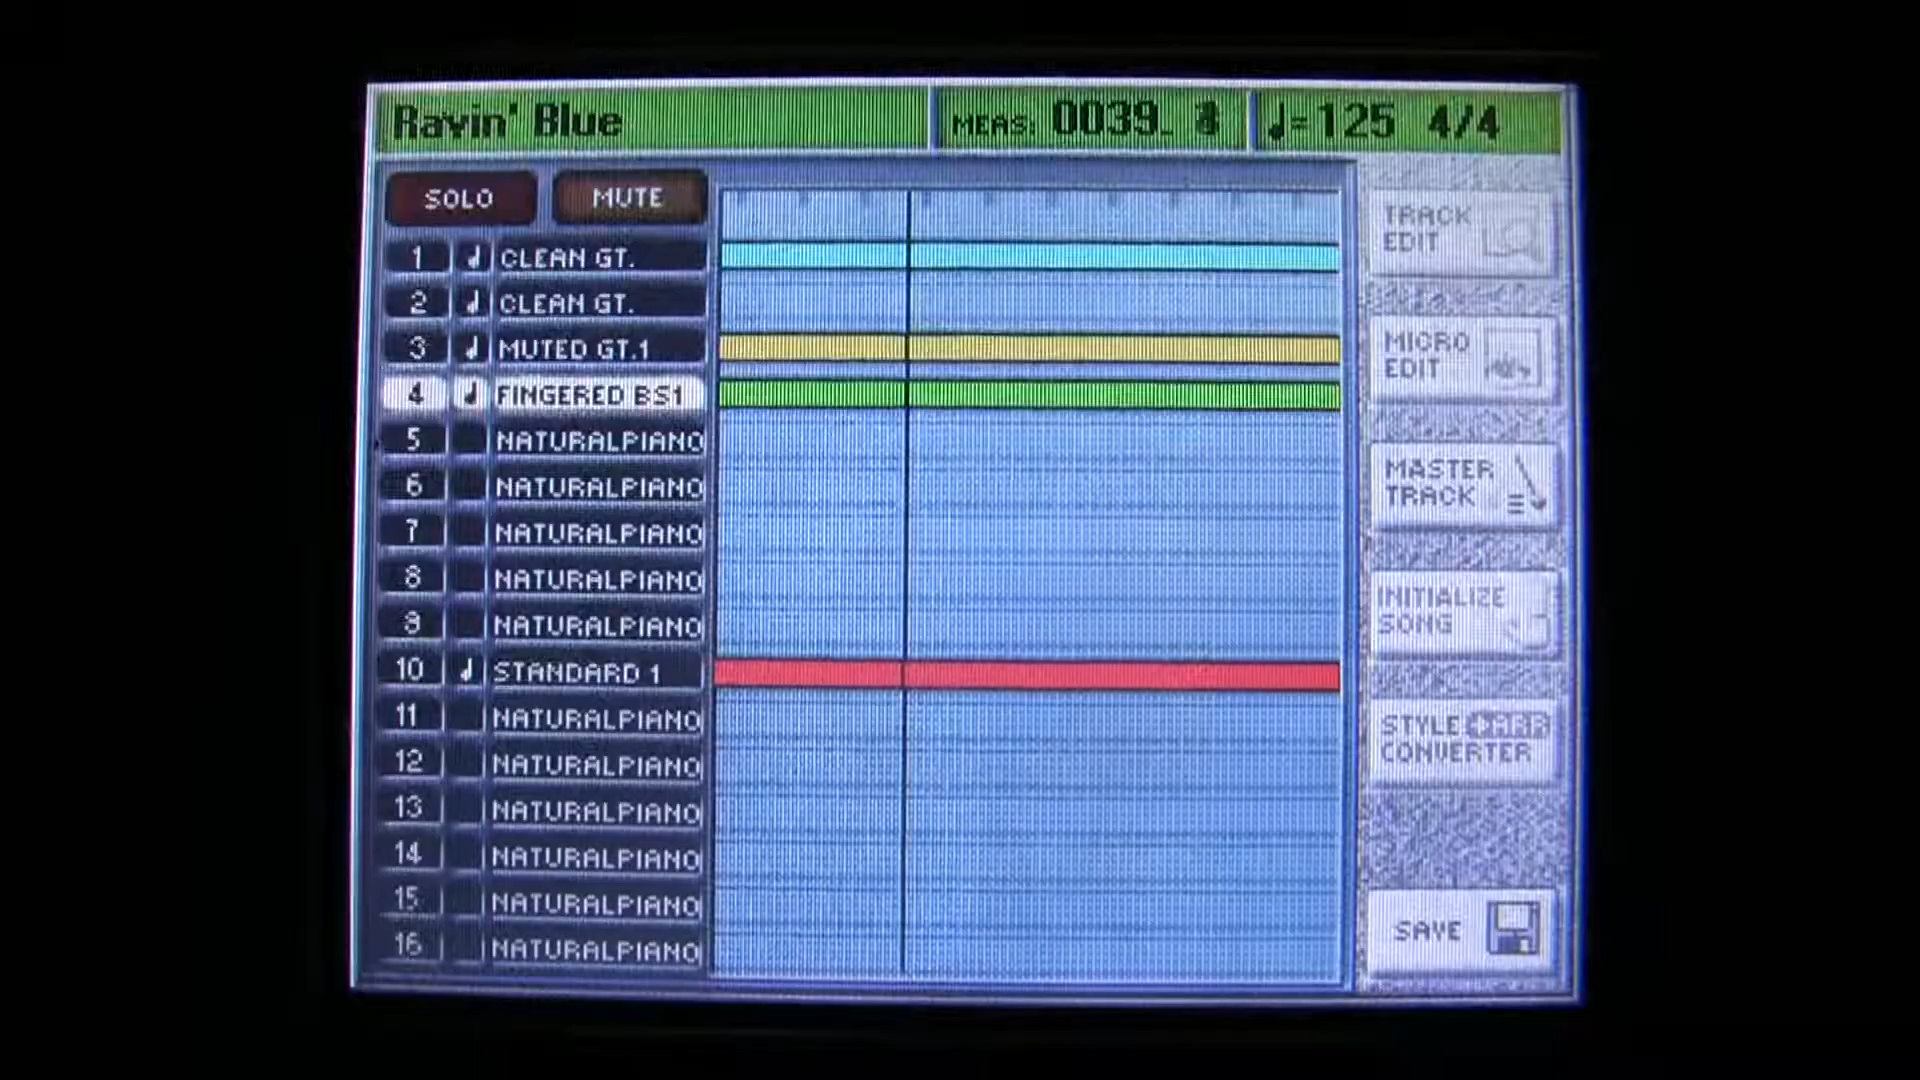 Ravin' Blue
MEAS: 0039.
♩=125 4/4
SOLO MUTE
1 CLEAN GT.
2 CLEAN GT.
3 MUTED GT.1
4 FINGERED BS1
5 NATURALPIANO
6 NATURALPIANO
7 NATURALPIANO
8 NATURALPIANO
9 NATURALPIANO
10 STANDARD 1
11 NATURALPIANO
12 NATURALPIANO
13 NATURALPIANO
14 NATURALPIANO
15 NATURALPIANO
16 NATURALPIANO
TRACK
EDIT
MICRO
EDIT
MASTER
TRACK
INITIALIZE
SONG
STYLE +ARR
CONVERTER
SAVE